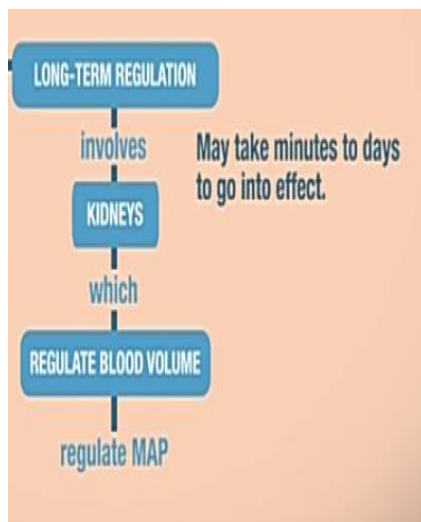 LONG-TERM REGULATION
involves
May take minutes to days
to go into effect.
KIDNEYS
which
REGULATE BLOOD VOLUME
regulate MAP